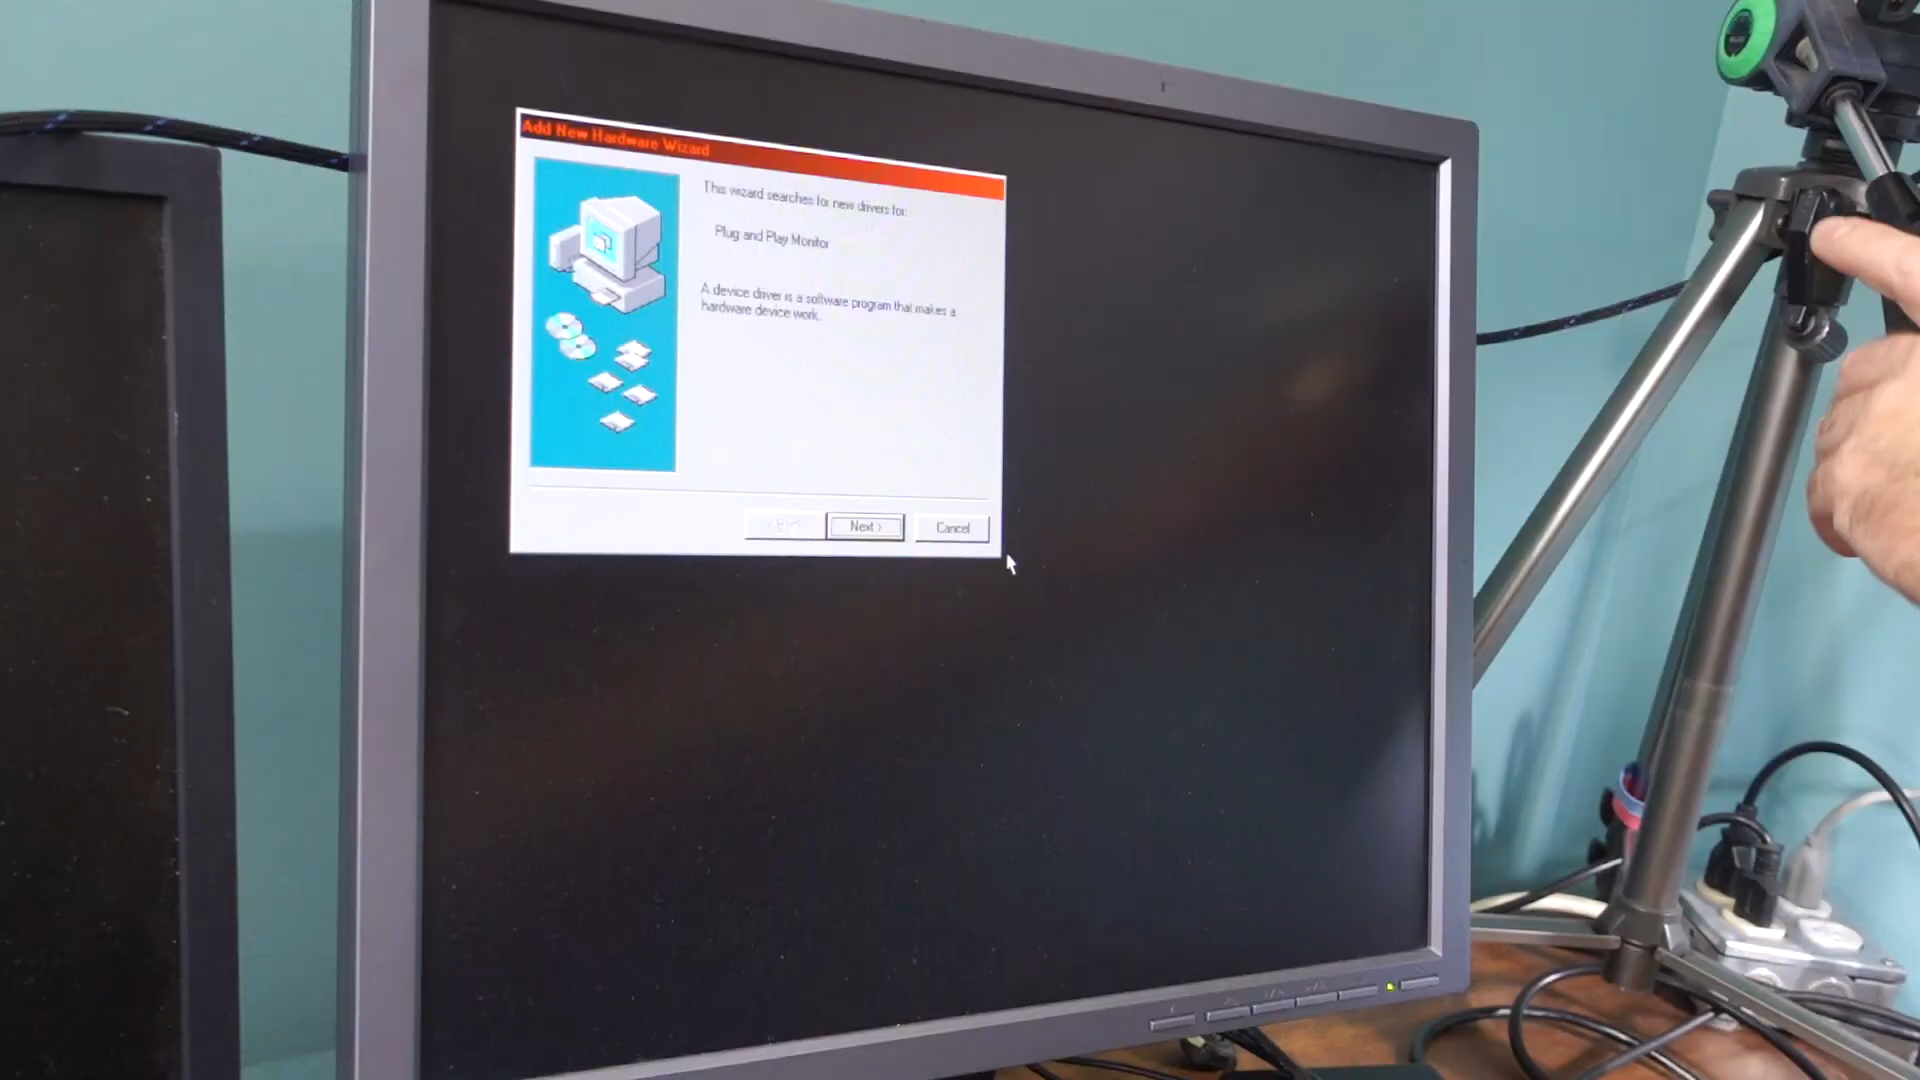 Add New Hardware Wizard
This wizard searches for new drivers for:
Plug and Play Monitor
A device driver is a software program that makes a
hardware device work.
< Back
Next >
Cancel